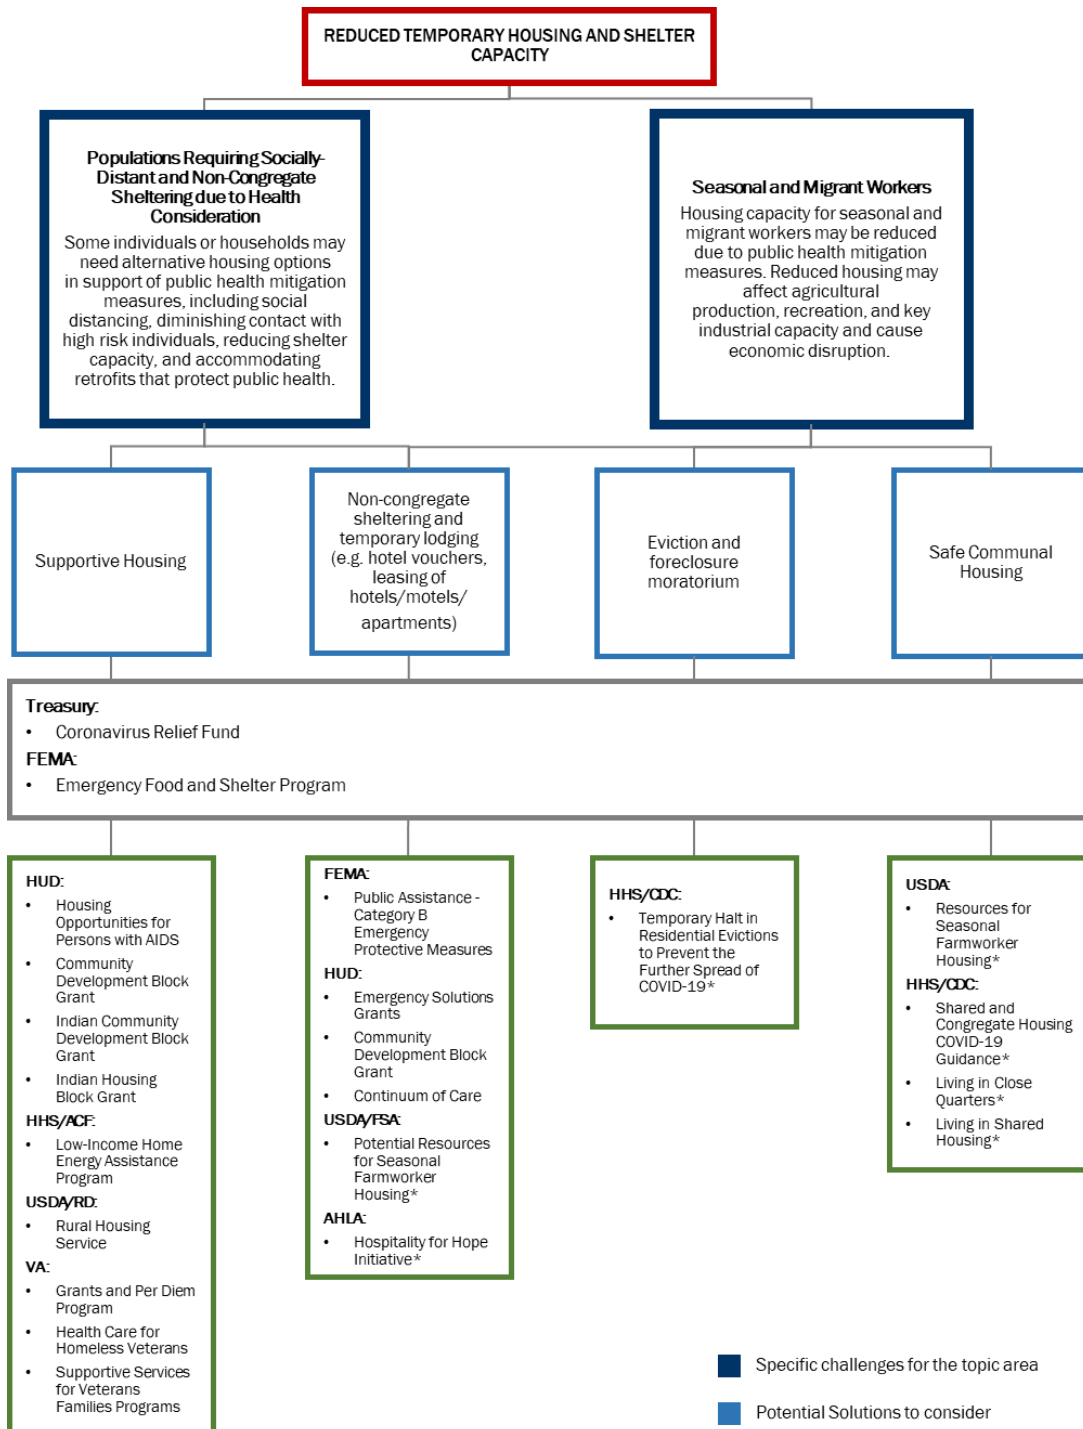 REDUCED TEMPORARY HOUSING AND SHELTER
CAPACITY
Populations Requiring Socially-
Distant and Non-Congregate
Sheltering due to Health
Consideration
Some individuals or households may
need alternative housing options
in support of public health mitigation
measures, including social
distancing, diminishing contact with
high risk individuals, reducing shelter
capacity, and accommodating
retrofits that protect public health.
Seasonal and Migrant Workers
Housing capacity for seasonal and
migrant workers may be reduced
due to public health mitigation
measures. Reduced housing may
affect agricultural
production, recreation, and key
industrial capacity and cause
economic disruption.
Supportive Housing
Non-congregate
sheltering and
temporary lodging
(e.g. hotel vouchers,
leasing of
hotels/motels/
apartments)
Eviction and
foreclosure
moratorium
Safe Communal
Housing
Treasury:
• Coronavirus Relief Fund
FEMA:
• Emergency Food and Shelter Program
HUD:
• Housing
Opportunities for
Persons with AIDS
• Community
Development Block
Grant
• Indian Community
Development Block
Grant
• Indian Housing
Block Grant
HHS/ACF:
• Low-Income Home
Energy Assistance
Program
USDA/RD:
• Rural Housing
Service
VA:
• Grants and Per Diem
Program
• Health Care for
Homeless Veterans
• Supportive Services
for Veterans
Families Programs
FEMA:
• Public Assistance -
Category B
Emergency
Protective Measures
HUD:
• Emergency Solutions
Grants
• Community
Development Block
Grant
• Continuum of Care
USDA/FSA:
• Potential Resources
for Seasonal
Farmworker
Housing*
AHLA:
• Hospitality for Hope
Initiative*
HHS/CDC:
• Temporary Halt in
Residential Evictions
to Prevent the
Further Spread of
COVID-19*
USDA:
• Resources for
Seasonal
Farmworker
Housing*
HHS/CDC:
• Shared and
Congregate Housing
COVID-19
Guidance*
• Living in Close
Quarters*
• Living in Shared
Housing*
Specific challenges for the topic area
Potential Solutions to consider